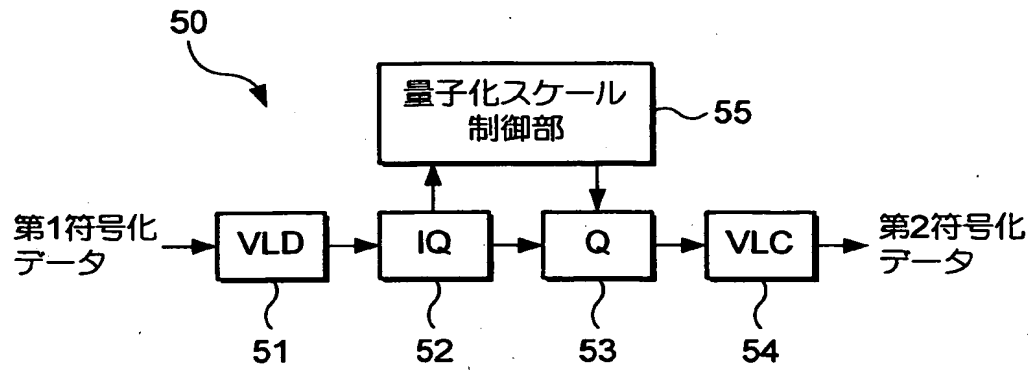 50
量子化スケール
制御部
55
第1符号化
データ
VLD
IQ
Q
VLC
第2符号化
データ
51
52
53
54